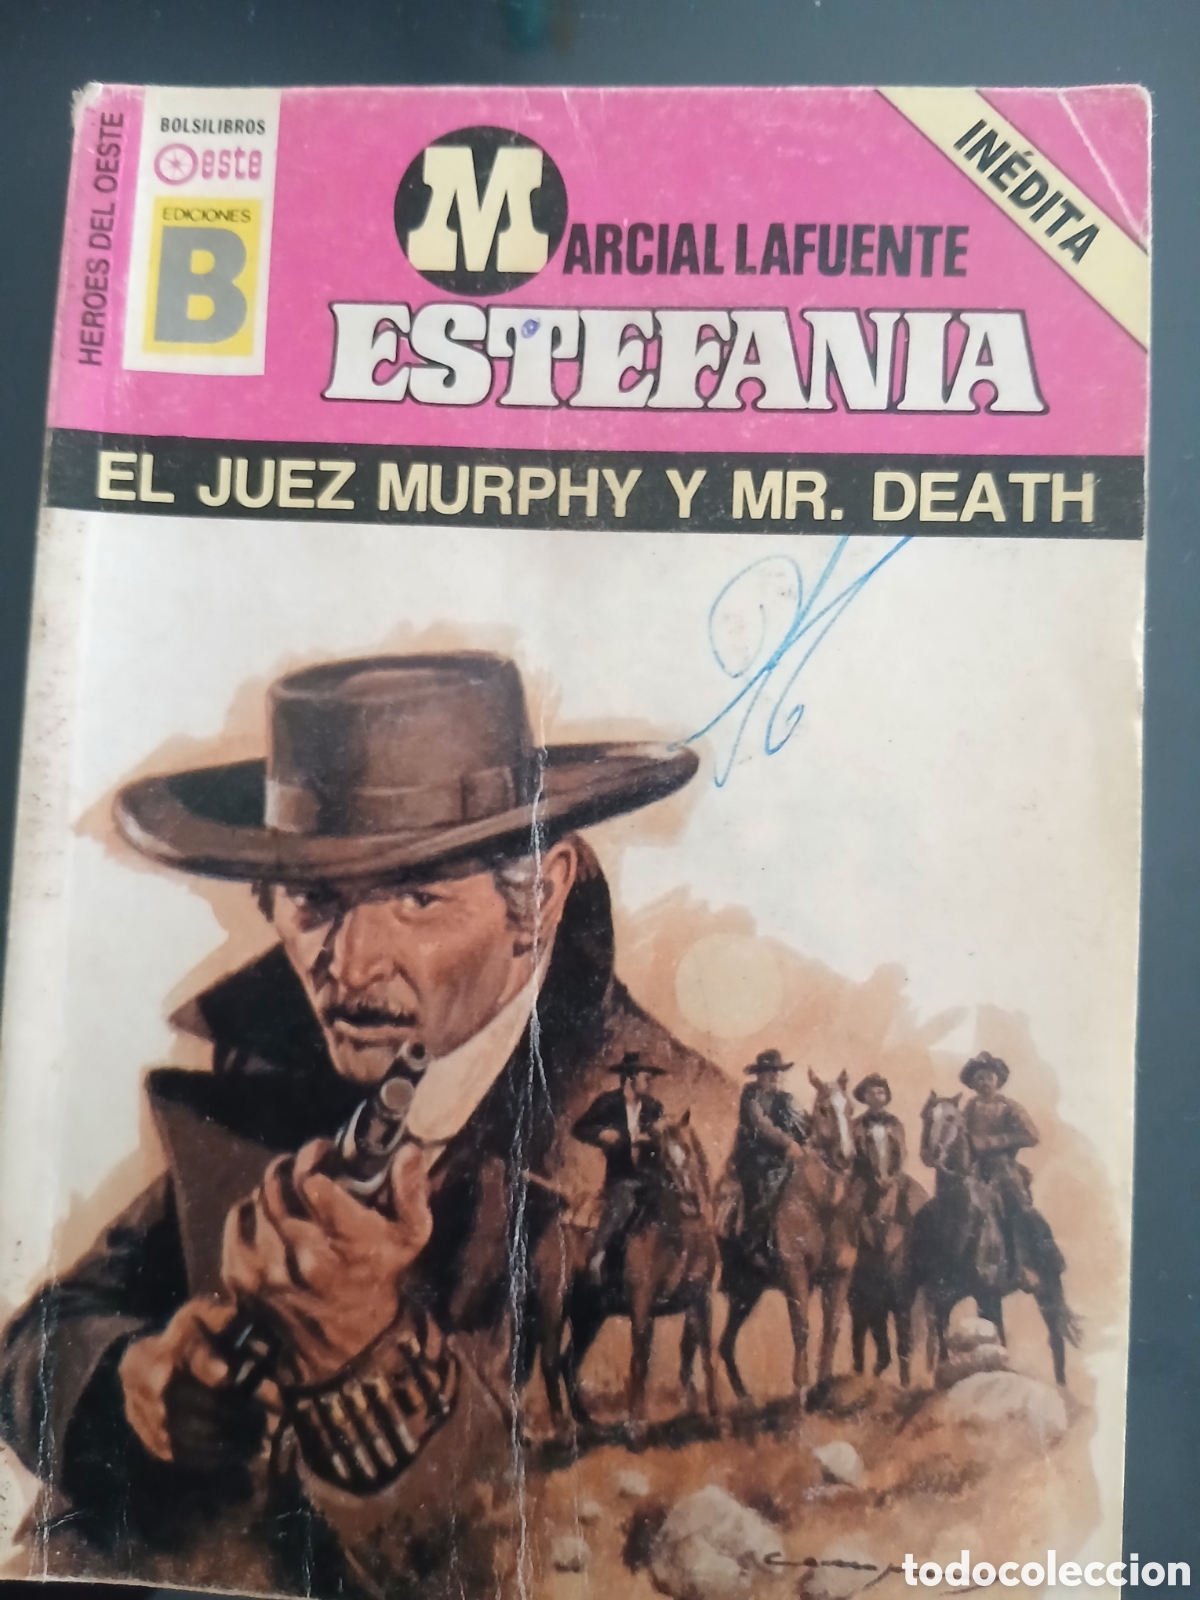 HEROES DEL OESTE
BOLSILIBROS
Oeste
EDICIONES
B
MARCIAL LAFUENTE
ESTEFANIA
INÉDITA
EL JUEZ MURPHY Y MR. DEATH
todocoleccion